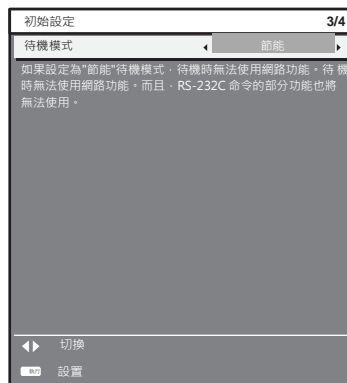 初始設定 3/4
待機模式 節能
如果設定為"節能"待機模式，待機時無法使用網路功能。待 機
時無法使用網路功能。而且，RS-232C 命令的部分功能也將
無法使用。
切換
執行 設置